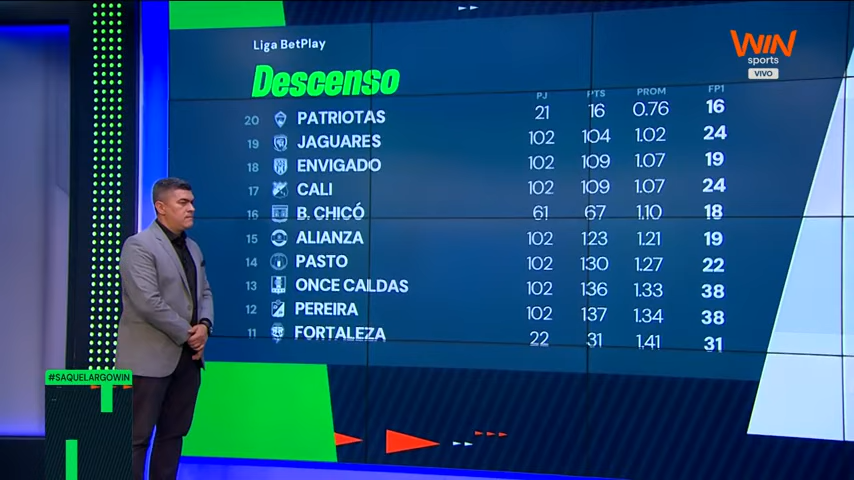 Liga BetPlay
WIN
sports
VIVO
Descenso
PJ PTS PROM FP1
20 PATRIOTAS 21 16 0.76 16
19 JAGUARES 102 104 1.02 24
18 ENVIGADO 102 109 1.07 19
17 CALI 102 109 1.07 24
16 B. CHICÓ 61 67 1.10 18
15 ALIANZA 102 123 1.21 19
14 PASTO 102 130 1.27 22
13 ONCE CALDAS 102 136 1.33 38
12 PEREIRA 102 137 1.34 38
11 FORTALEZA 22 31 1.41 31
#SAQUELARGOWIN